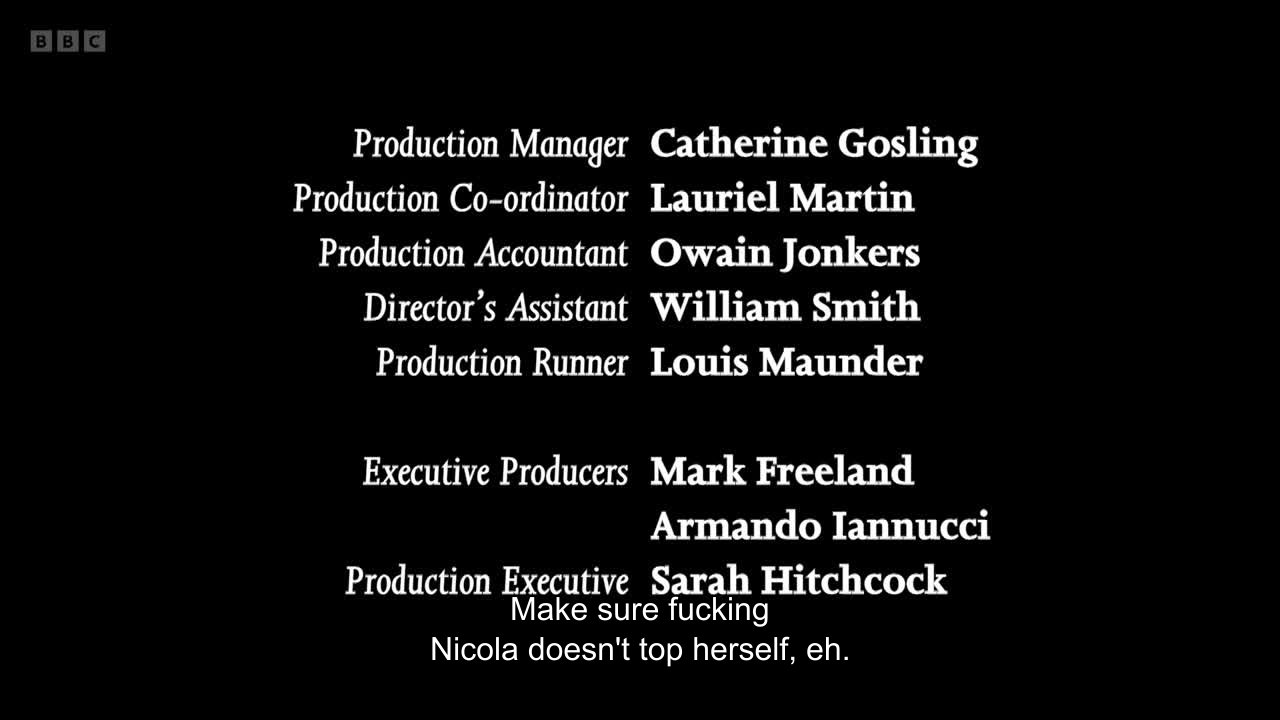 BBC
Production Manager Catherine Gosling
Production Co-ordinator Lauriel Martin
Production Accountant Owain Jonkers
Director's Assistant William Smith
Production Runner Louis Maunder
Executive Producers Mark Freeland
Armando Iannucci
Production Executive Sarah Hitchcock
Make sure fucking
Nicola doesn't top herself, eh.